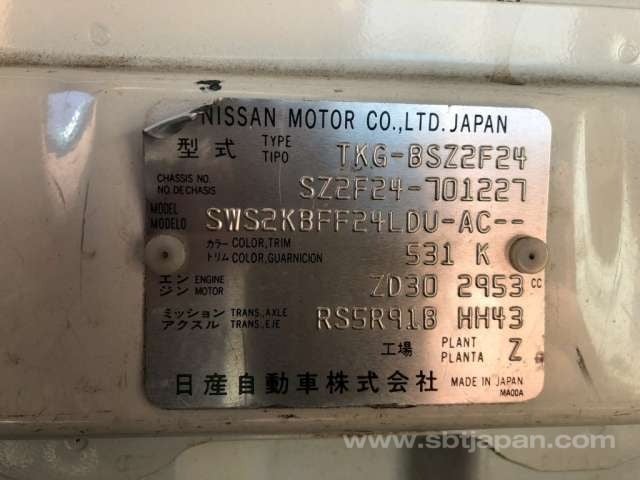 NISSAN MOTOR CO.,LTD. JAPAN
型式 TYPE TIPO TKG-BSZ2F24
CHASSIS NO. NO.DE CHASIS SZ2F24-701227
MODEL MODELO SWS2KBFF24LDU-AC--
カラー COLOR,TRIM
トリム COLOR,GUARNICION 531 K
エンジン ENGINE MOTOR ZD30 2953 cc
ミッション TRANS.,AXLE
アクスル TRANS.,EJE RS5R91B HH43
工場 PLANT PLANTA Z
日産自動車株式会社 MADE IN JAPAN
MA00A
www.sbtjapan.com